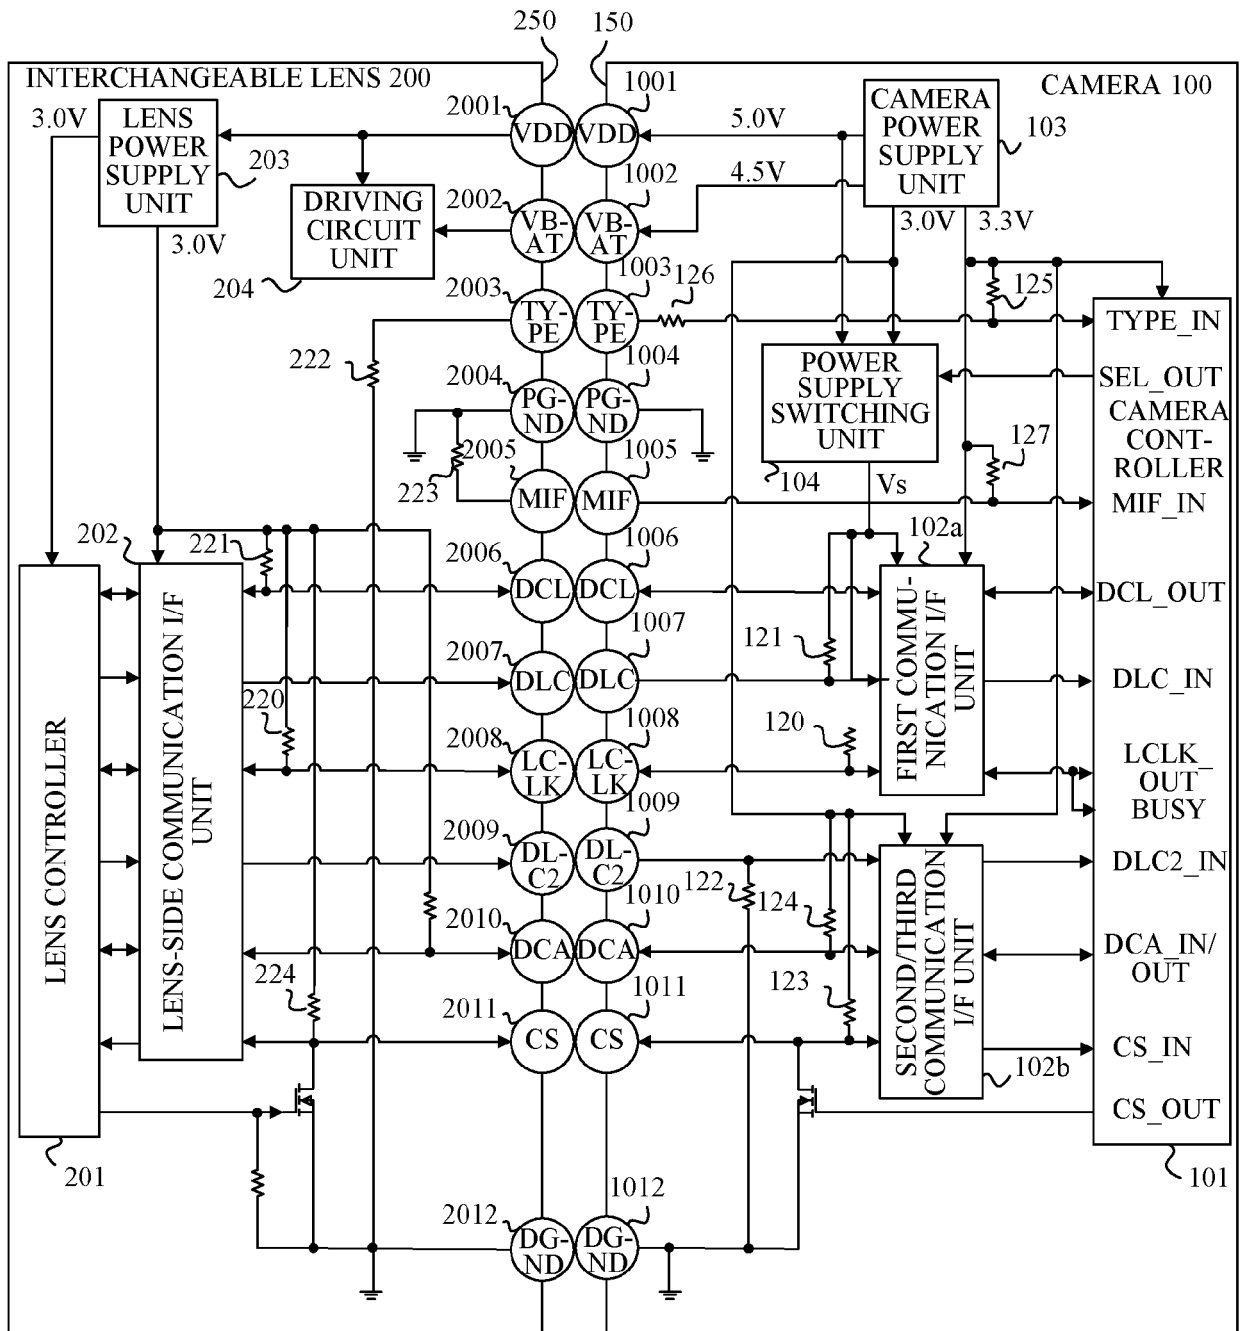 250
150
INTERCHANGEABLE LENS 200
CAMERA 100
3.0V
LENS
POWER
SUPPLY
UNIT
203
3.0V
DRIVING
CIRCUIT
UNIT
204
2001
VDD
1001
VDD
5.0V
CAMERA
POWER
SUPPLY
UNIT
103
4.5V
3.0V
3.3V
2002
VB-
AT
1002
VB-
AT
2003
TY-
PE
1003
TY-
PE
126
125
TYPE_IN
222
2004
PG-
ND
1004
PG-
ND
POWER
SUPPLY
SWITCHING
UNIT
104
Vs
SEL_OUT
CAMERA
CONT-
ROLLER
127
223
2005
MIF
1005
MIF
MIF_IN
202
221
2006
DCL
1006
DCL
102a
DCL_OUT
2007
DLC
1007
DLC
121
DLC_IN
220
2008
LC-
LK
1008
LC-
LK
120
FIRST COMMU-
NICATION I/F
UNIT
LCLK_
OUT
BUSY
LENS CONTROLLER
LENS-SIDE COMMUNICATION I/F
UNIT
2009
DL-
C2
1009
DL-
C2
122
124
DLC2_IN
2010
DCA
1010
DCA
DCA_IN/
OUT
224
123
SECOND/THIRD
COMMUNICATION
I/F UNIT
2011
CS
1011
CS
CS_IN
102b
CS_OUT
201
101
2012
DG-
ND
1012
DG-
ND